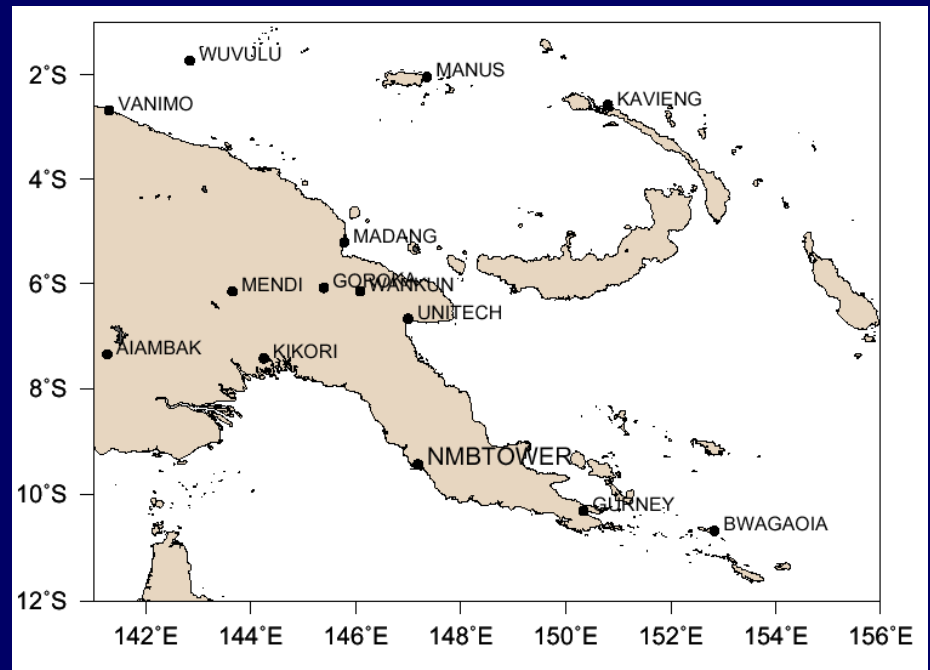 WUVULU
2˚S
MANUS
VANIMO
KAVIENG
4˚S
MADANG
6˚S
MENDI
GOROKA
WANKUN
UNITECH
AIAMBAK
KIKORI
8˚S
NMBTOWER
10˚S
GURNEY
BWAGAOIA
12˚S
142˚E 144˚E 146˚E 148˚E 150˚E 152˚E 154˚E 156˚E